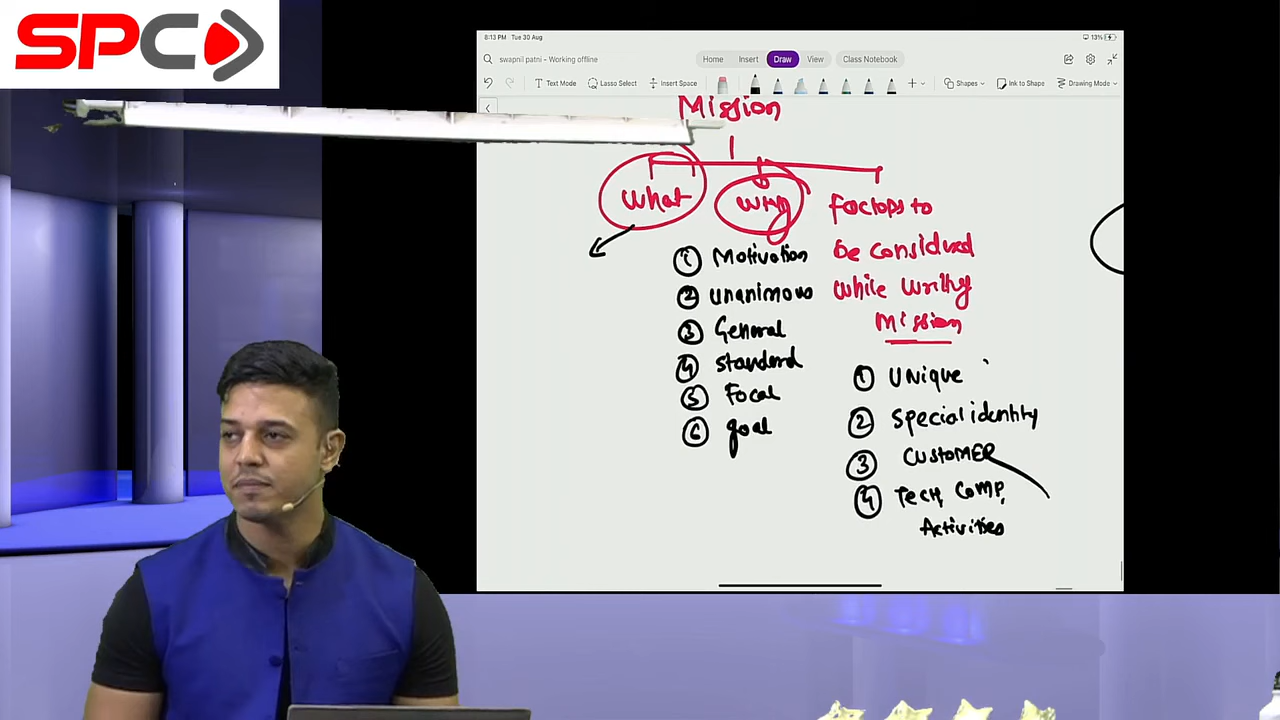 SPC
8:13 PM Tue 30 Aug
13%
swapnil patni - Working offline
Home Insert Draw View Class Notebook
Text Mode Lasso Select Insert Space Shapes Ink to Shape Drawing Mode
Mission
What
Why
Factors to
be considered
While writing
Mission
① Motivation
② unanimous
③ General
④ standard
⑤ Focal
⑥ goal
① Unique
② Special identity
③ CUSTOMER
④ Tech, Comp,
Activities